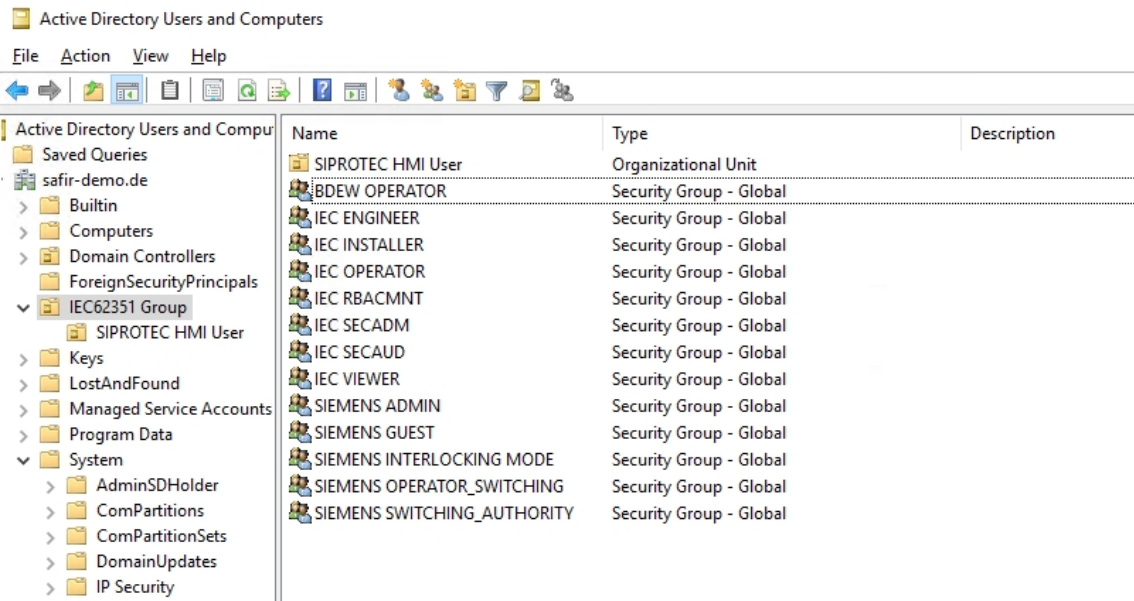 Active Directory Users and Computers
File Action View Help
Active Directory Users and Comput
Saved Queries
safir-demo.de
Builtin
Computers
Domain Controllers
ForeignSecurityPrincipals
IEC62351 Group
SIPROTEC HMI User
Keys
LostAndFound
Managed Service Accounts
Program Data
System
AdminSDHolder
ComPartitions
ComPartitionSets
DomainUpdates
IP Security
Name Type Description
SIPROTEC HMI User Organizational Unit
BDEW OPERATOR Security Group - Global
IEC ENGINEER Security Group - Global
IEC INSTALLER Security Group - Global
IEC OPERATOR Security Group - Global
IEC RBACMNT Security Group - Global
IEC SECADM Security Group - Global
IEC SECAUD Security Group - Global
IEC VIEWER Security Group - Global
SIEMENS ADMIN Security Group - Global
SIEMENS GUEST Security Group - Global
SIEMENS INTERLOCKING MODE Security Group - Global
SIEMENS OPERATOR_SWITCHING Security Group - Global
SIEMENS SWITCHING_AUTHORITY Security Group - Global